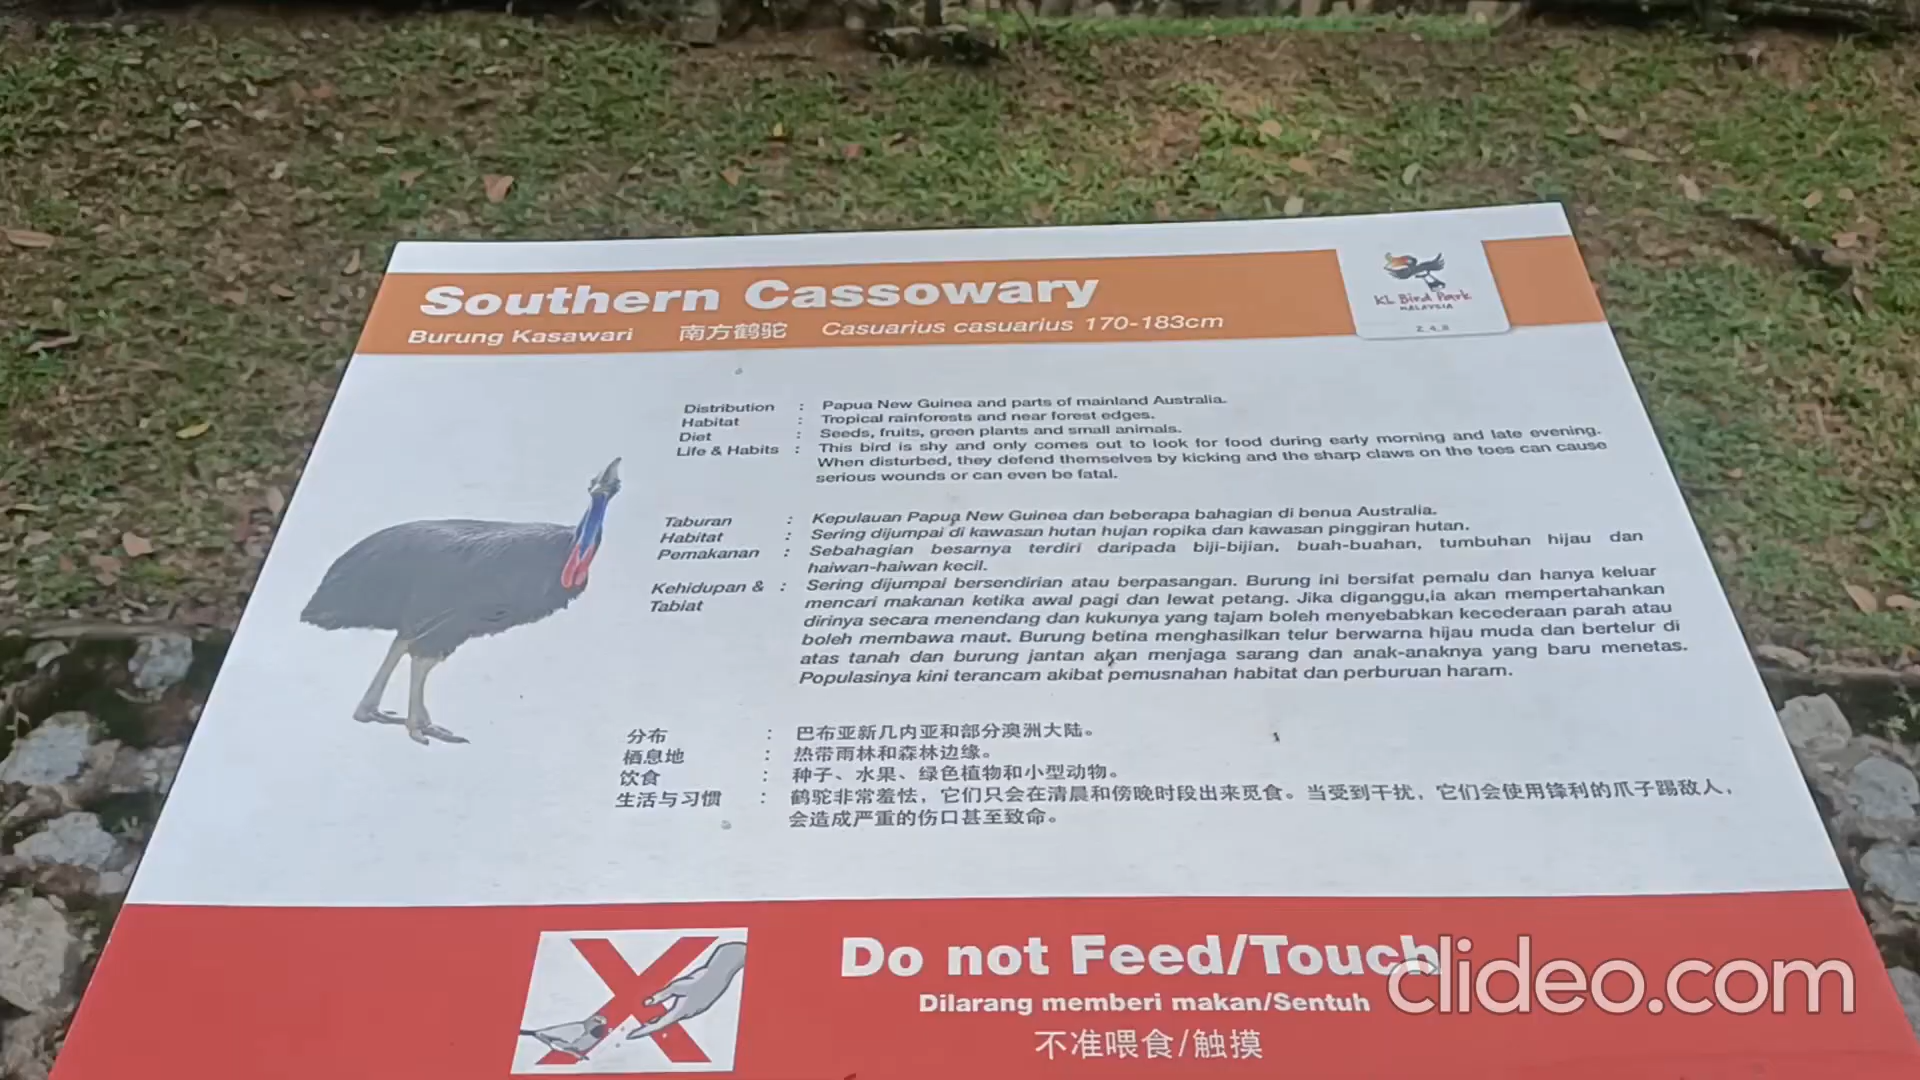 Southern Cassowary
Burung Kasawari 南方鹤驼 Casuarius casuarius 170-183cm
KL Bird Park
MALAYSIA
Distribution : Papua New Guinea and parts of mainland Australia.
Habitat : Tropical rainforests and near forest edges.
Diet : Seeds, fruits, green plants and small animals.
Life & Habits : This bird is shy and only comes out to look for food during early morning and late evening.
When disturbed, they defend themselves by kicking and the sharp claws on the toes can cause
serious wounds or can even be fatal.
Taburan : Kepulauan Papua New Guinea dan beberapa bahagian di benua Australia.
Habitat : Sering dijumpai di kawasan hutan hujan ropika dan kawasan pinggiran hutan.
Pemakanan : Sebahagian besarnya terdiri daripada biji-bijian, buah-buahan, tumbuhan hijau dan
haiwan-haiwan kecil.
Kehidupan & : Sering dijumpai bersendirian atau berpasangan. Burung ini bersifat pemalu dan hanya keluar
Tabiat mencari makanan ketika awal pagi dan lewat petang. Jika diganggu,ia akan mempertahankan
dirinya secara menendang dan kukunya yang tajam boleh menyebabkan kecederaan parah atau
boleh membawa maut. Burung betina menghasilkan telur berwarna hijau muda dan bertelur di
atas tanah dan burung jantan akan menjaga sarang dan anak-anaknya yang baru menetas.
Populasinya kini terancam akibat pemusnahan habitat dan perburuan haram.
分布 : 巴布亚新几内亚和部分澳洲大陆。
栖息地 : 热带雨林和森林边缘。
饮食 : 种子、水果、绿色植物和小型动物。
生活与习惯 : 鹤驼非常羞怯，它们只会在清晨和傍晚时段出来觅食。当受到干扰，它们会使用锋利的爪子踢敌人，
会造成严重的伤口甚至致命。
Do not Feed/Touch
Dilarang memberi makan/Sentuh
不准喂食/触摸
clideo.com